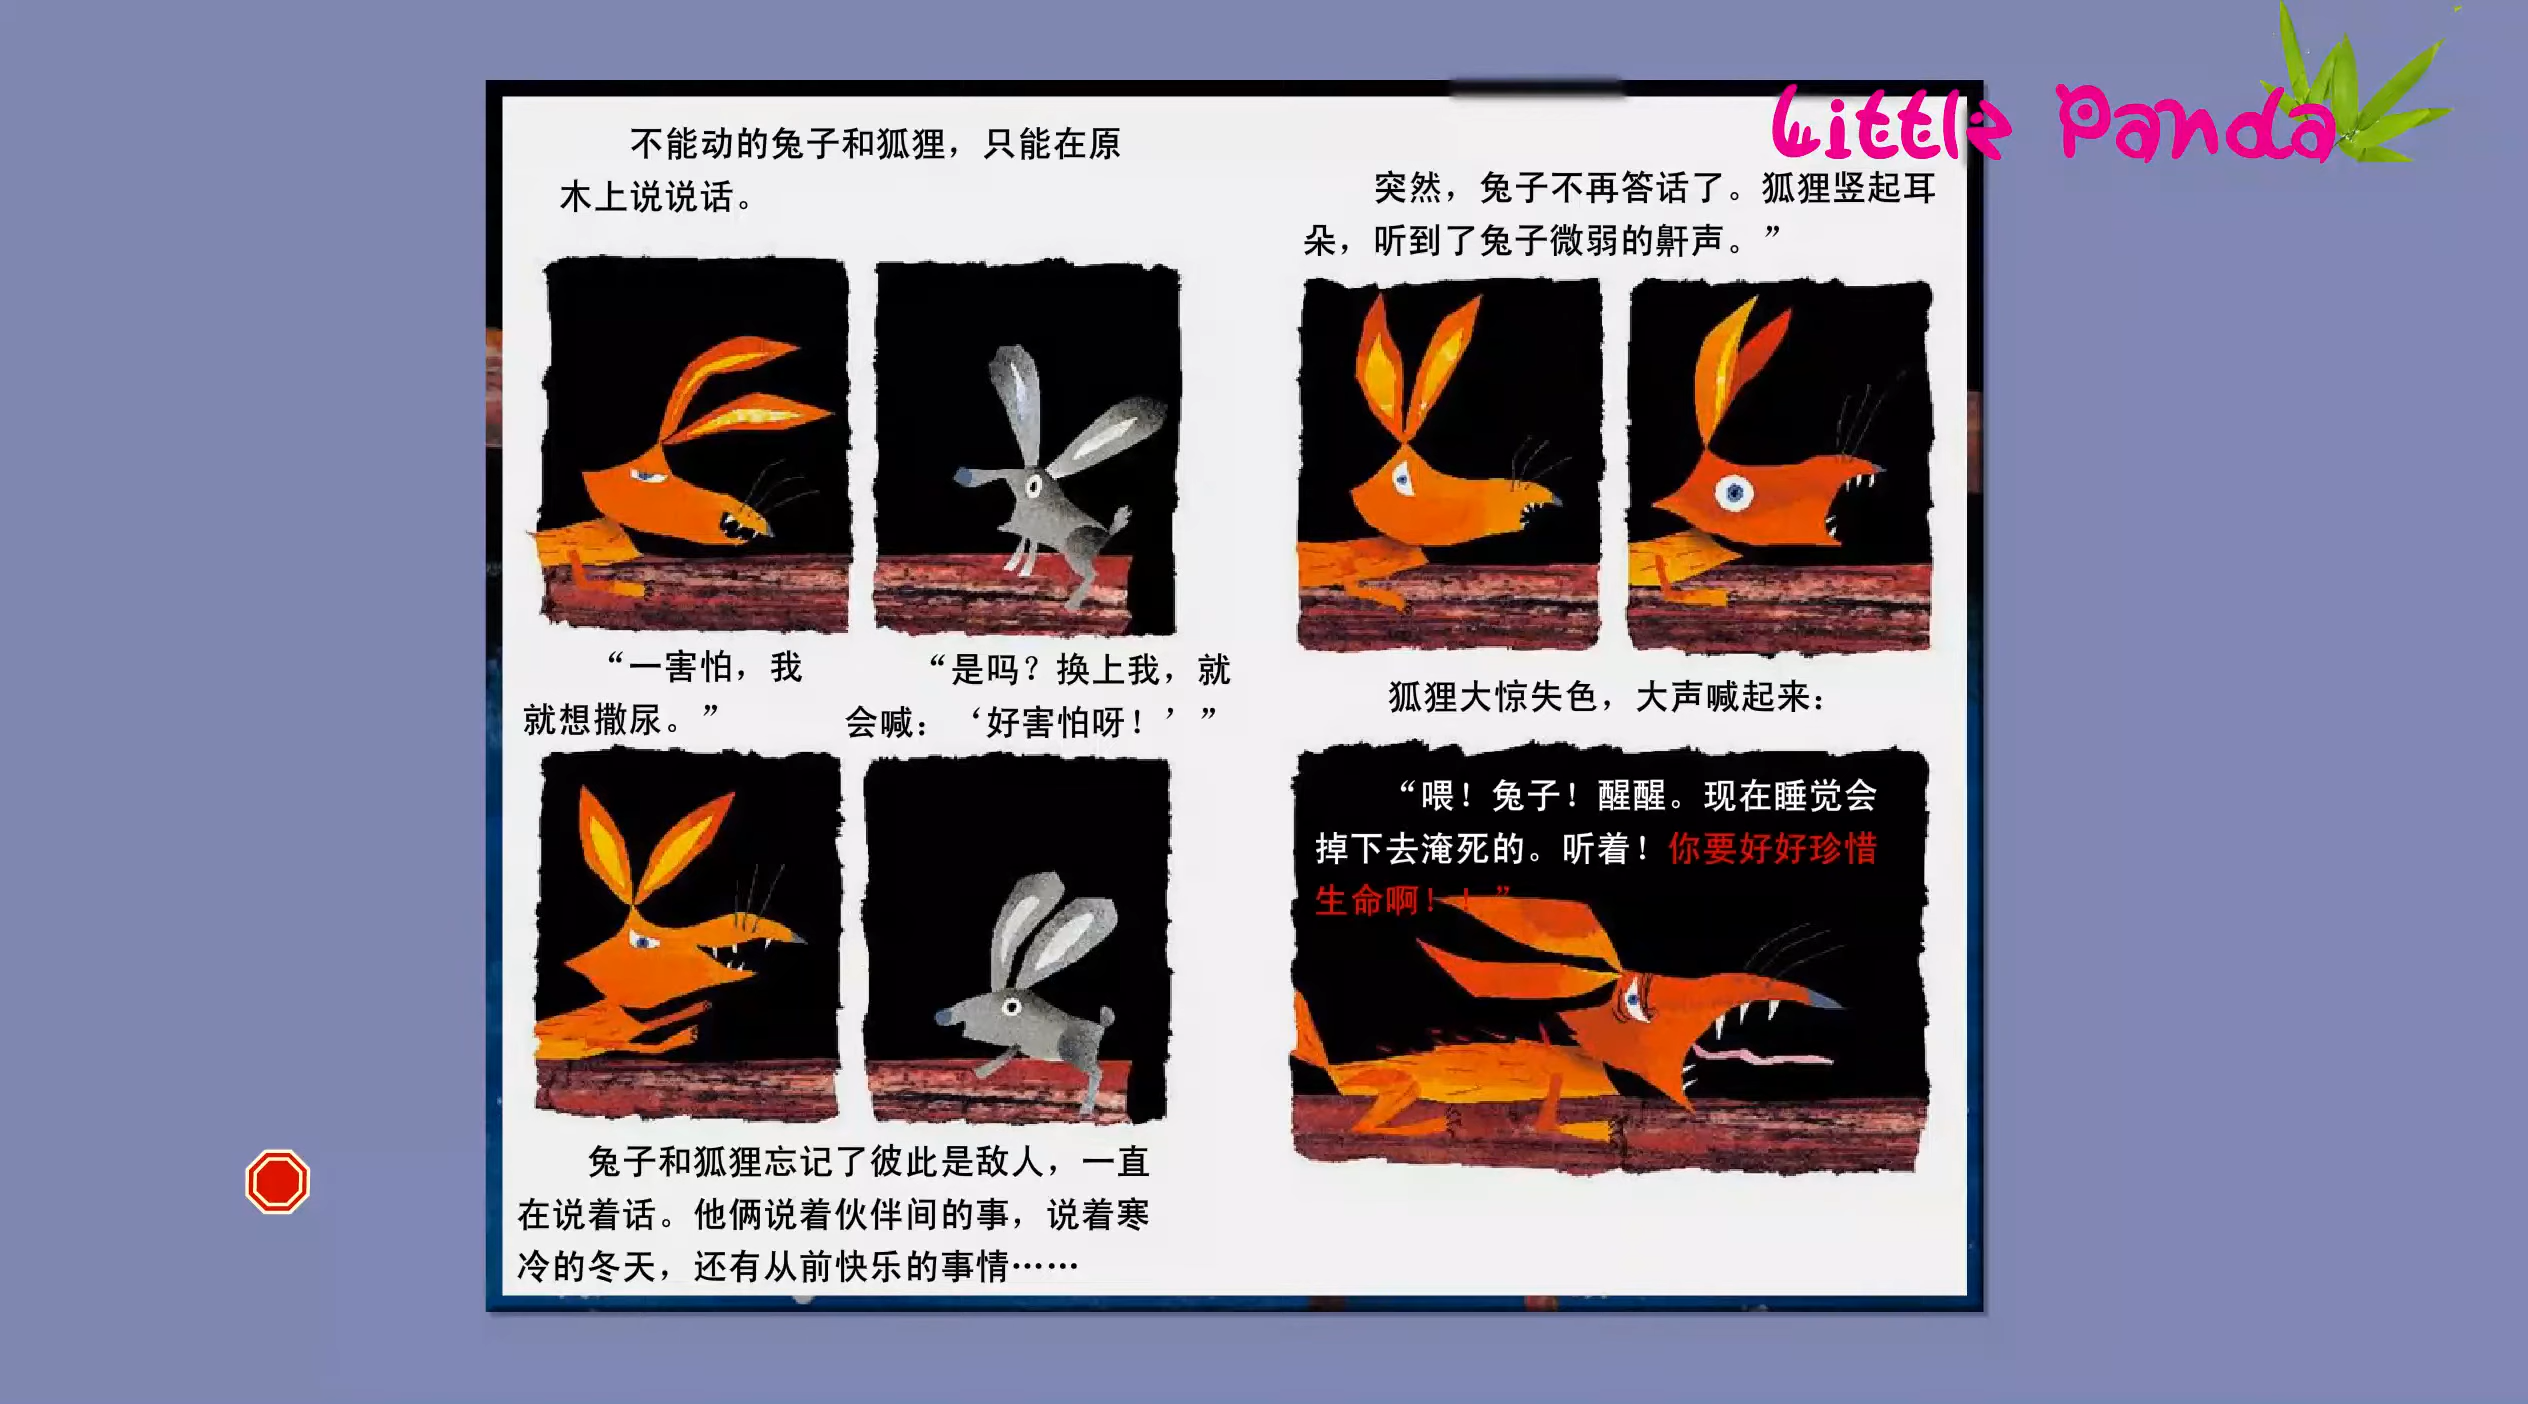 Little Panda
不能动的兔子和狐狸，只能在原
木上说说话。
“一害怕，我
就想撒尿。”
“是吗？换上我，就
会喊：‘好害怕呀！’”
兔子和狐狸忘记了彼此是敌人，一直
在说着话。他俩说着伙伴间的事，说着寒
冷的冬天，还有从前快乐的事情……
突然，兔子不再答话了。狐狸竖起耳
朵，听到了兔子微弱的鼾声。”
狐狸大惊失色，大声喊起来：
“喂！兔子！醒醒。现在睡觉会
掉下去淹死的。听着！你要好好珍惜
生命啊！！”